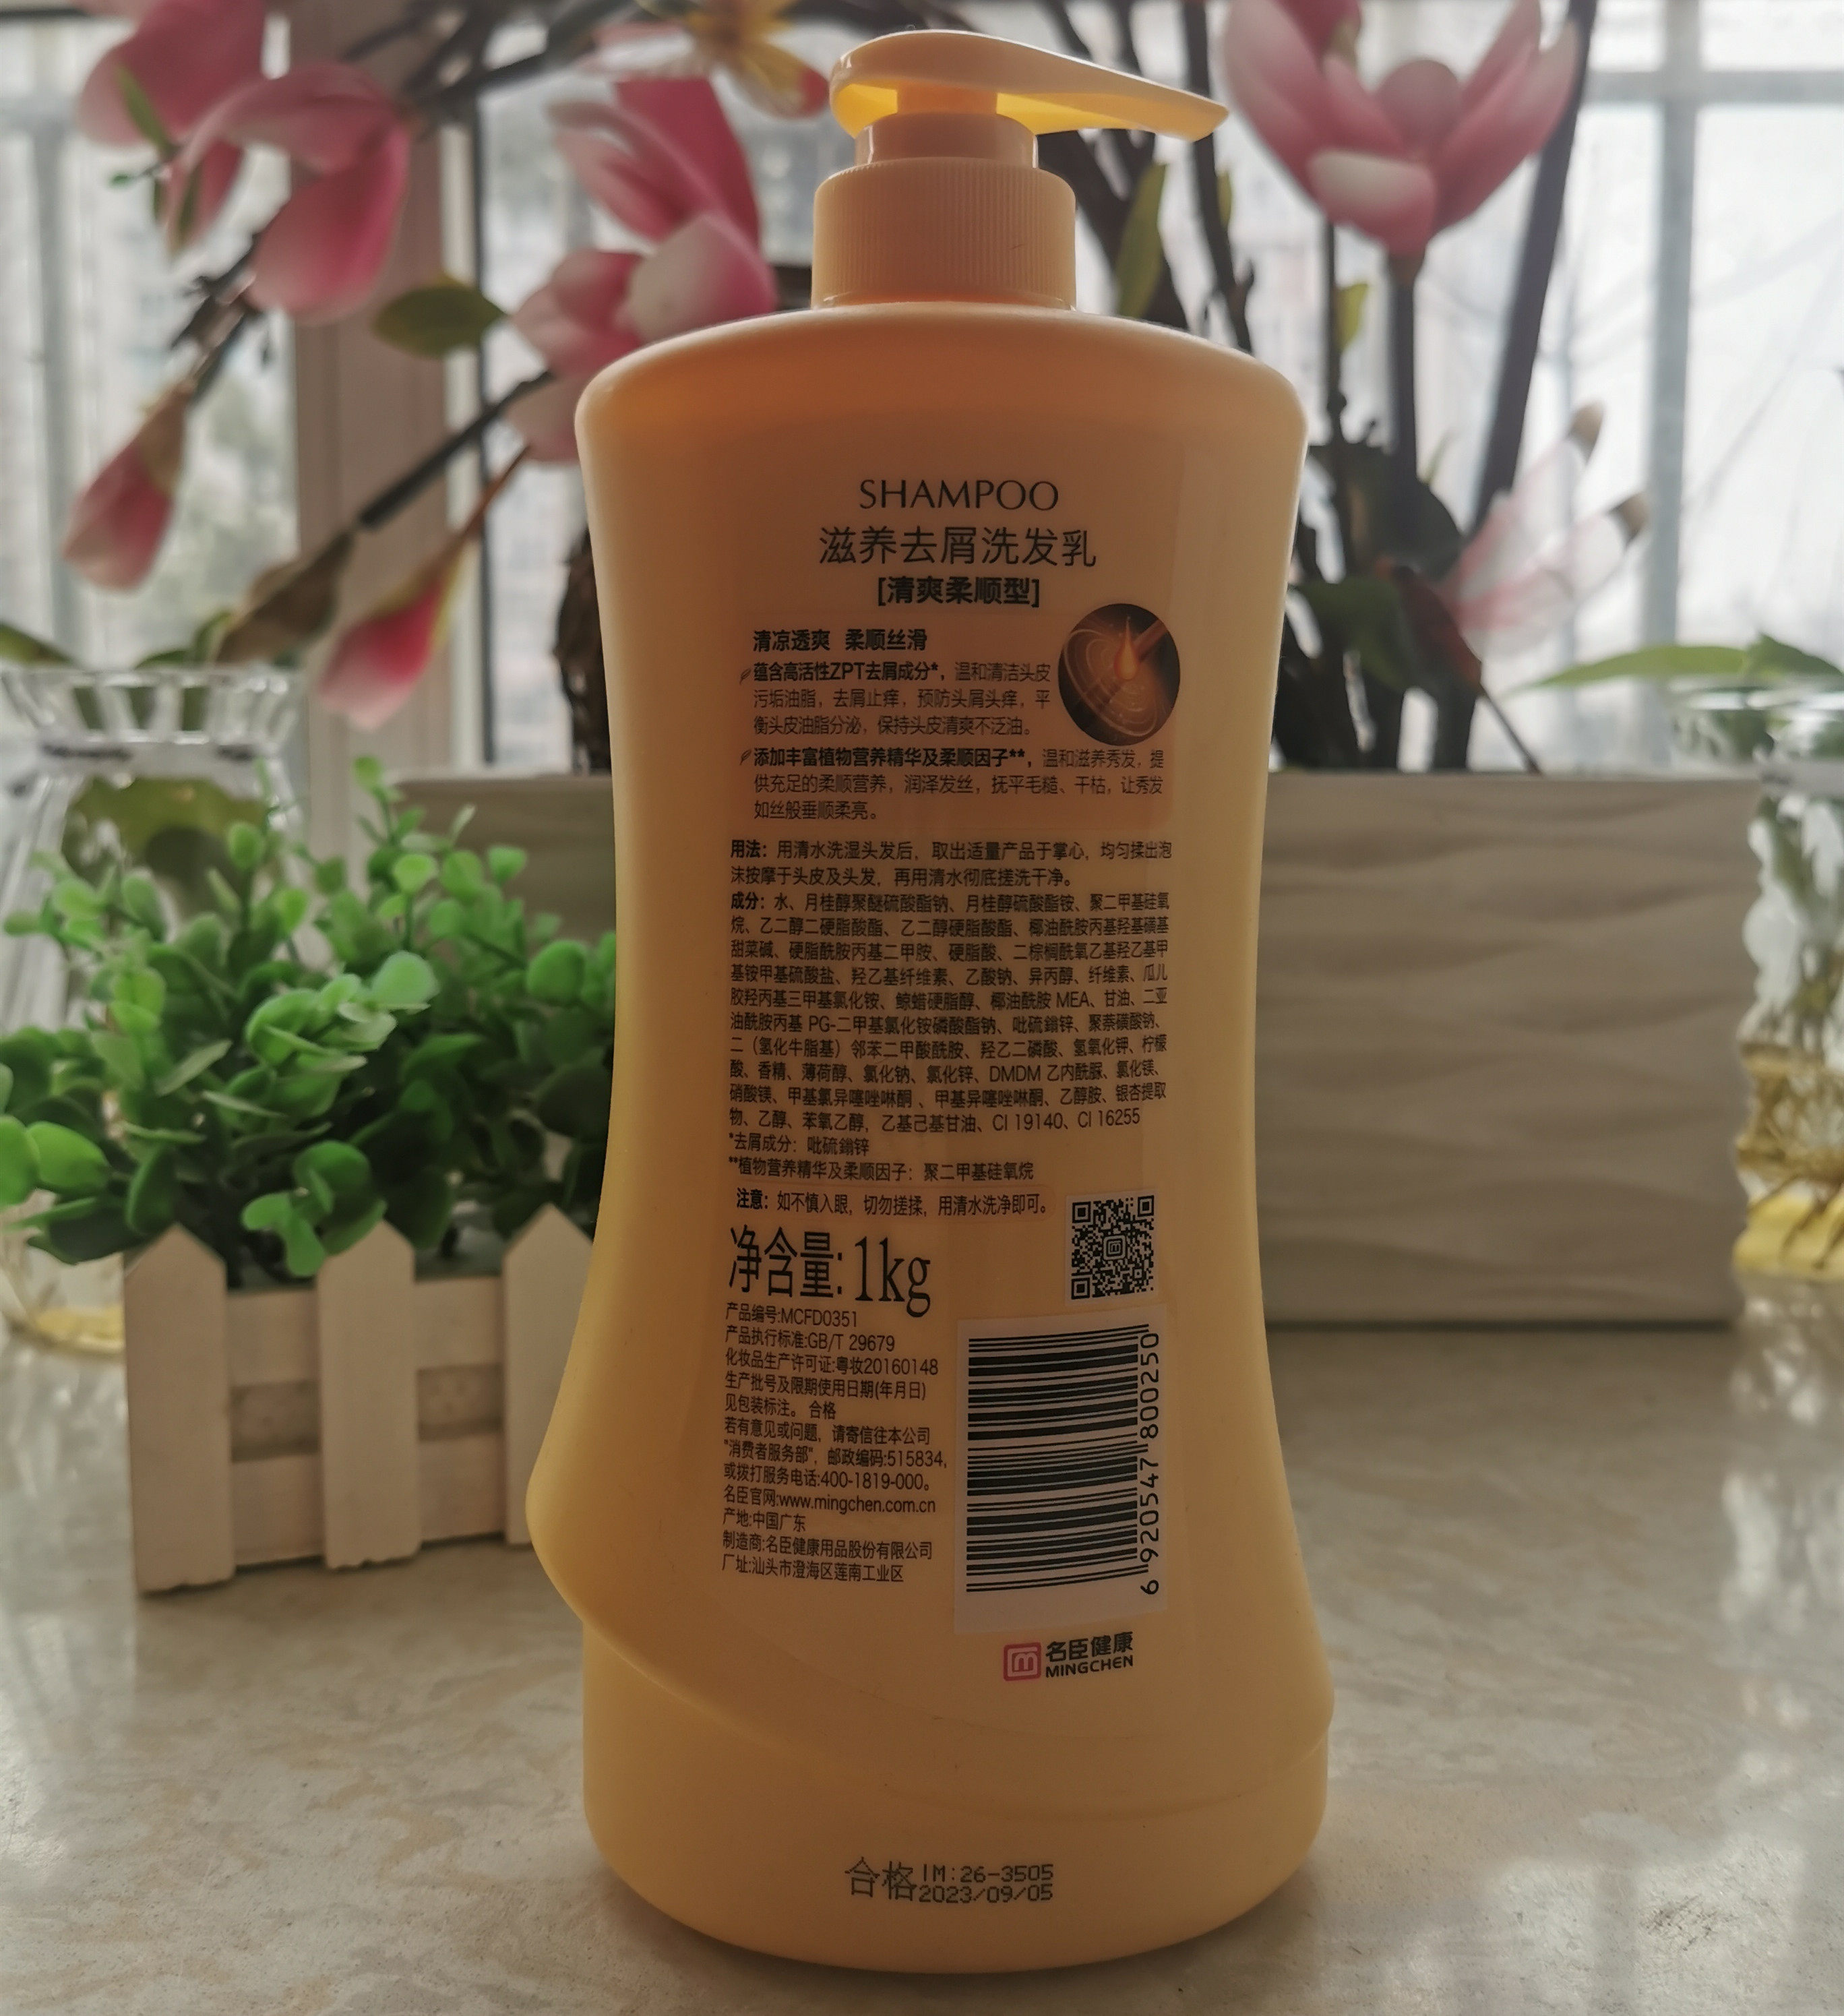 SHAMPOO
滋养去屑洗发乳
[清爽柔顺型]
清凉透爽 柔顺丝滑
蕴含高活性ZPT去屑成分*，温和清洁头皮
污垢油脂，去屑止痒，预防头屑头痒，平
衡头皮油脂分泌，保持头皮清爽不泛油。
添加丰富植物营养精华及柔顺因子**，温和滋养秀发，提
供充足的柔顺营养，润泽发丝，抚平毛糙、干枯，让秀发
如丝般垂顺柔亮。
用法：用清水洗湿头发后，取出适量产品于掌心，均匀揉出泡
沫按摩于头皮及头发，再用清水彻底搓洗干净。
成分：水、月桂醇聚醚硫酸酯钠、月桂醇硫酸酯铵、聚二甲基硅氧
烷、乙二醇二硬脂酸酯、乙二醇硬脂酸酯、椰油酰胺丙基羟基磺基
甜菜碱、硬脂酰胺丙基二甲胺、硬脂酸、二棕榈酰氧乙基羟乙基甲
基铵甲基硫酸盐、羟乙基纤维素、乙酸钠、异丙醇、纤维素、瓜儿
胶羟丙基三甲基氯化铵、鲸蜡硬脂醇、椰油酰胺 MEA、甘油、二亚
油酰胺丙基 PG-二甲基氯化铵磷酸酯钠、吡硫鎓锌、聚萘磺酸钠、
二（氢化牛脂基）邻苯二甲酸酰胺、羟乙二磷酸、氢氧化钾、柠檬
酸、香精、薄荷醇、氯化钠、氯化锌、DMDM 乙内酰脲、氯化镁、
硝酸镁、甲基氯异噻唑啉酮 、甲基异噻唑啉酮、乙醇胺、银杏提取
物、乙醇、苯氧乙醇，乙基己基甘油、CI 19140、CI 16255
*去屑成分：吡硫鎓锌
**植物营养精华及柔顺因子：聚二甲基硅氧烷
注意：如不慎入眼，切勿搓揉，用清水洗净即可。
净含量：1kg
产品编号:MCFD0351
产品执行标准:GB/T 29679
化妆品生产许可证:粤妆20160148
生产批号及限期使用日期(年月日)
见包装标注。 合格
若有意见或问题，请寄信往本公司
"消费者服务部"，邮政编码:515834,
或拨打服务电话:400-1819-000。
名臣官网:www.mingchen.com.cn
产地:中国广东
制造商:名臣健康用品股份有限公司
厂址:汕头市澄海区莲南工业区
6 920547 800250
名臣健康
MINGCHEN
合格 IM:26-3505
2023/09/05